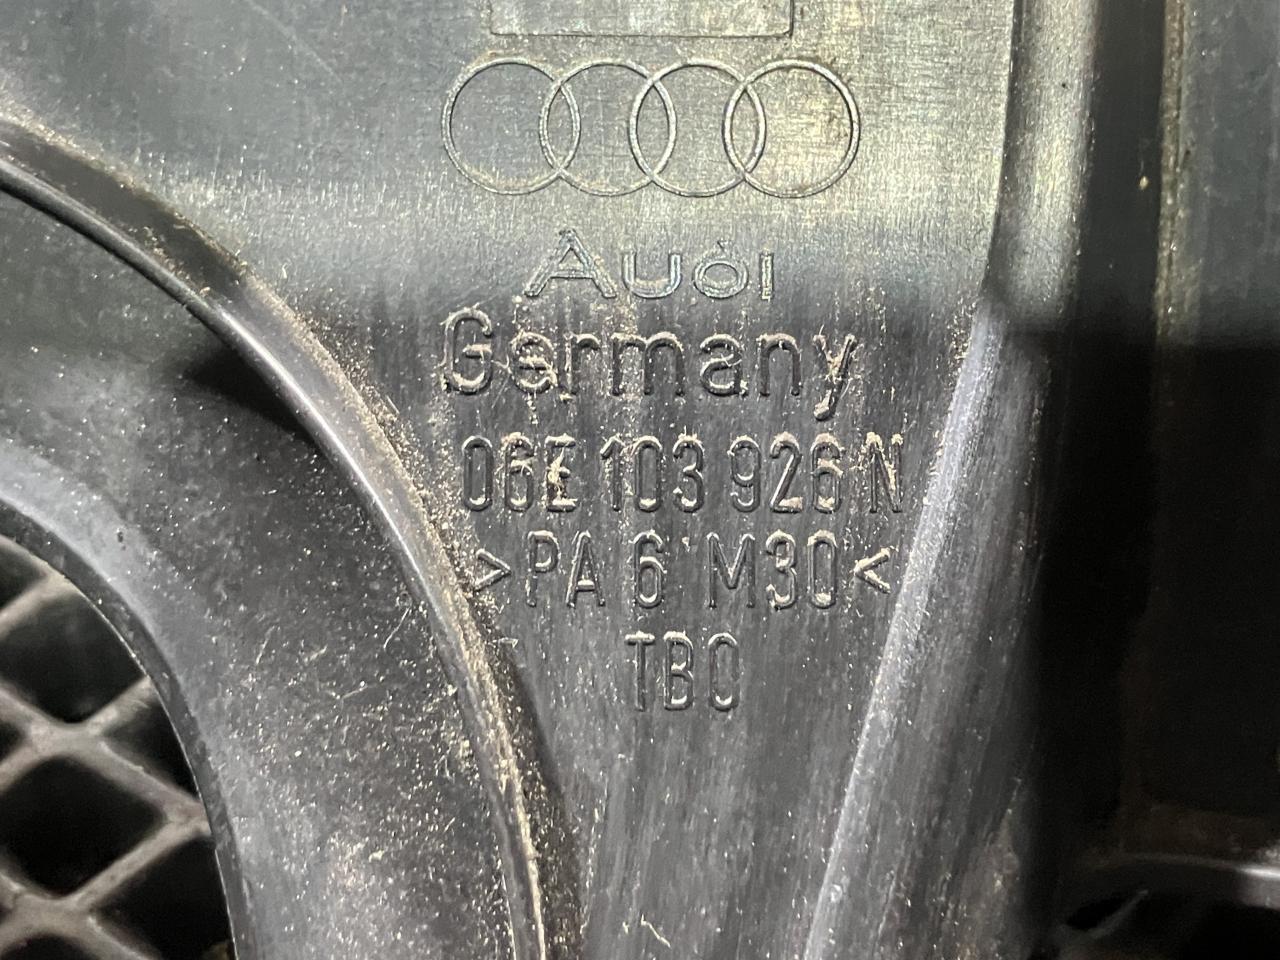 Audi
Germany
06E 103 926 N
>PA 6 M30<
TBO